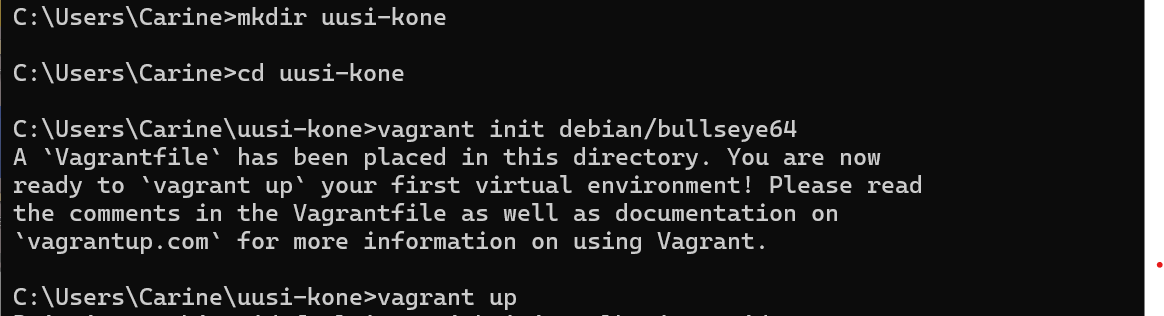 C:\Users\Carine>mkdir uusi-kone
C:\Users\Carine>cd uusi-kone
C:\Users\Carine\uusi-kone>vagrant init debian/bullseye64
A `Vagrantfile` has been placed in this directory. You are now
ready to `vagrant up` your first virtual environment! Please read
the comments in the Vagrantfile as well as documentation on
`vagrantup.com` for more information on using Vagrant.
C:\Users\Carine\uusi-kone>vagrant up